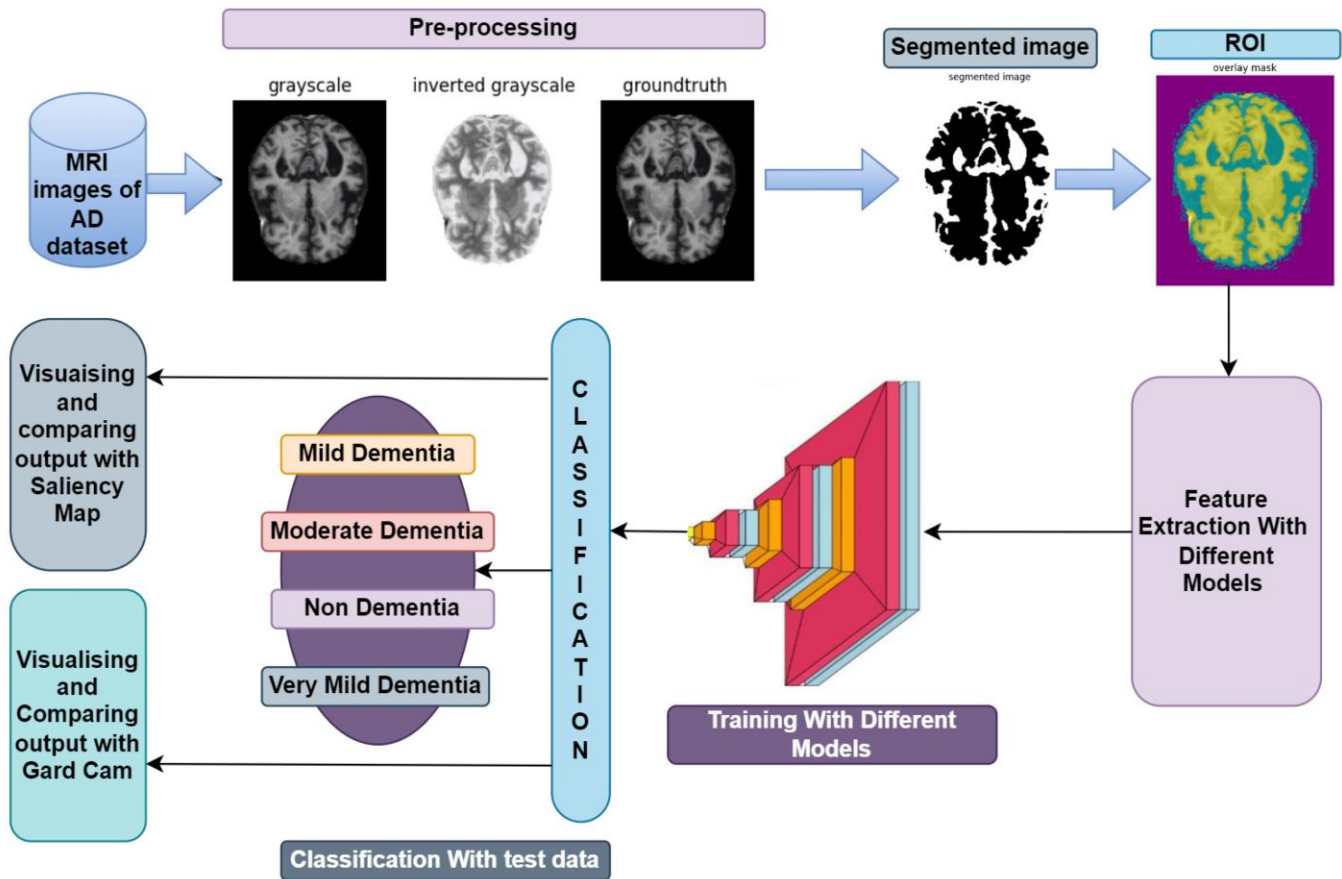 Pre-processing
Segmented image
segmented image
ROI
overlay mask
grayscale
inverted grayscale
groundtruth
MRI
images of
AD
dataset
Visuaising
and
comparing
output with
Saliency
Map
Visualising
and
Comparing
output with
Gard Cam
Mild Dementia
Moderate Dementia
Non Dementia
Very Mild Dementia
C
L
A
S
S
I
F
I
C
A
T
I
O
N
Classification With test data
Training With Different
Models
Feature
Extraction With
Different
Models